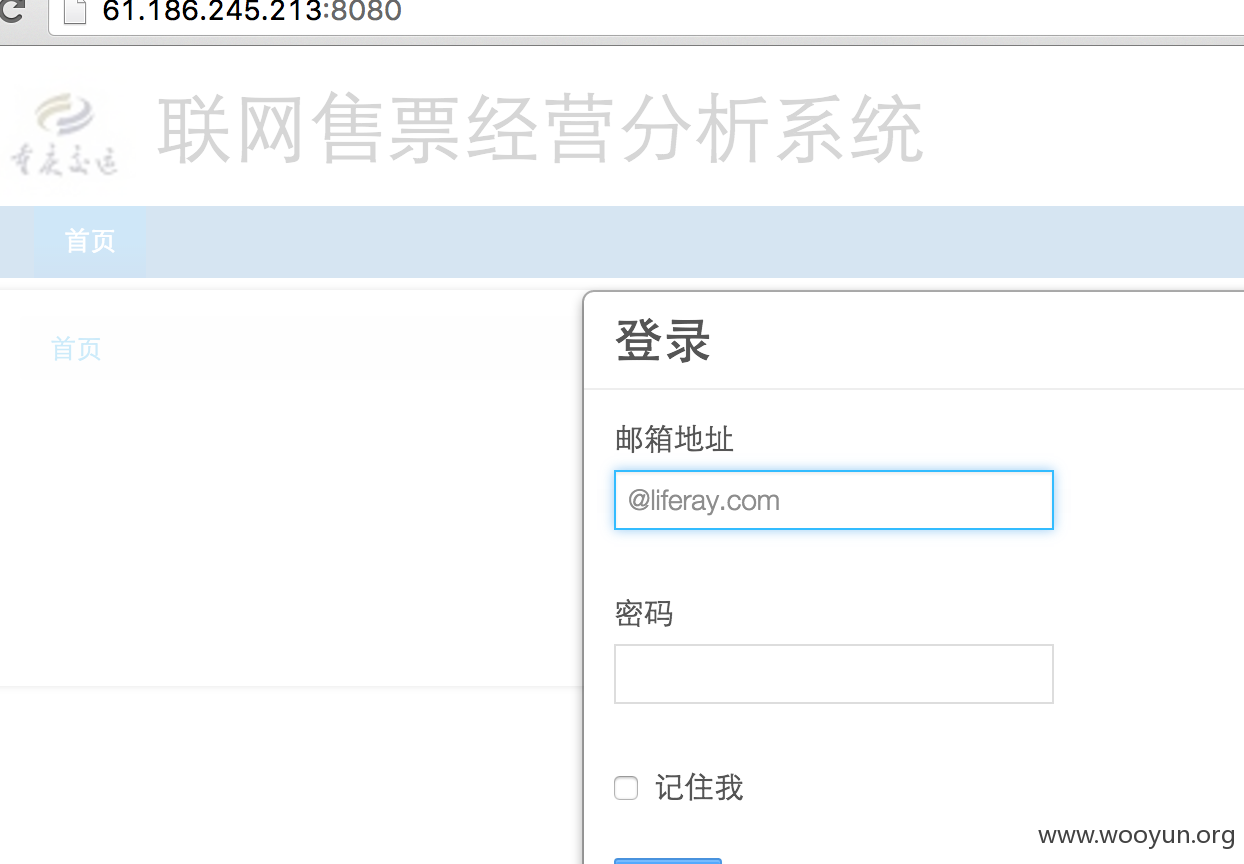 61.186.245.213:8080
重庆交运
联网售票经营分析系统
首页
首页
登录
邮箱地址
@liferay.com
密码
记住我
www.wooyun.org